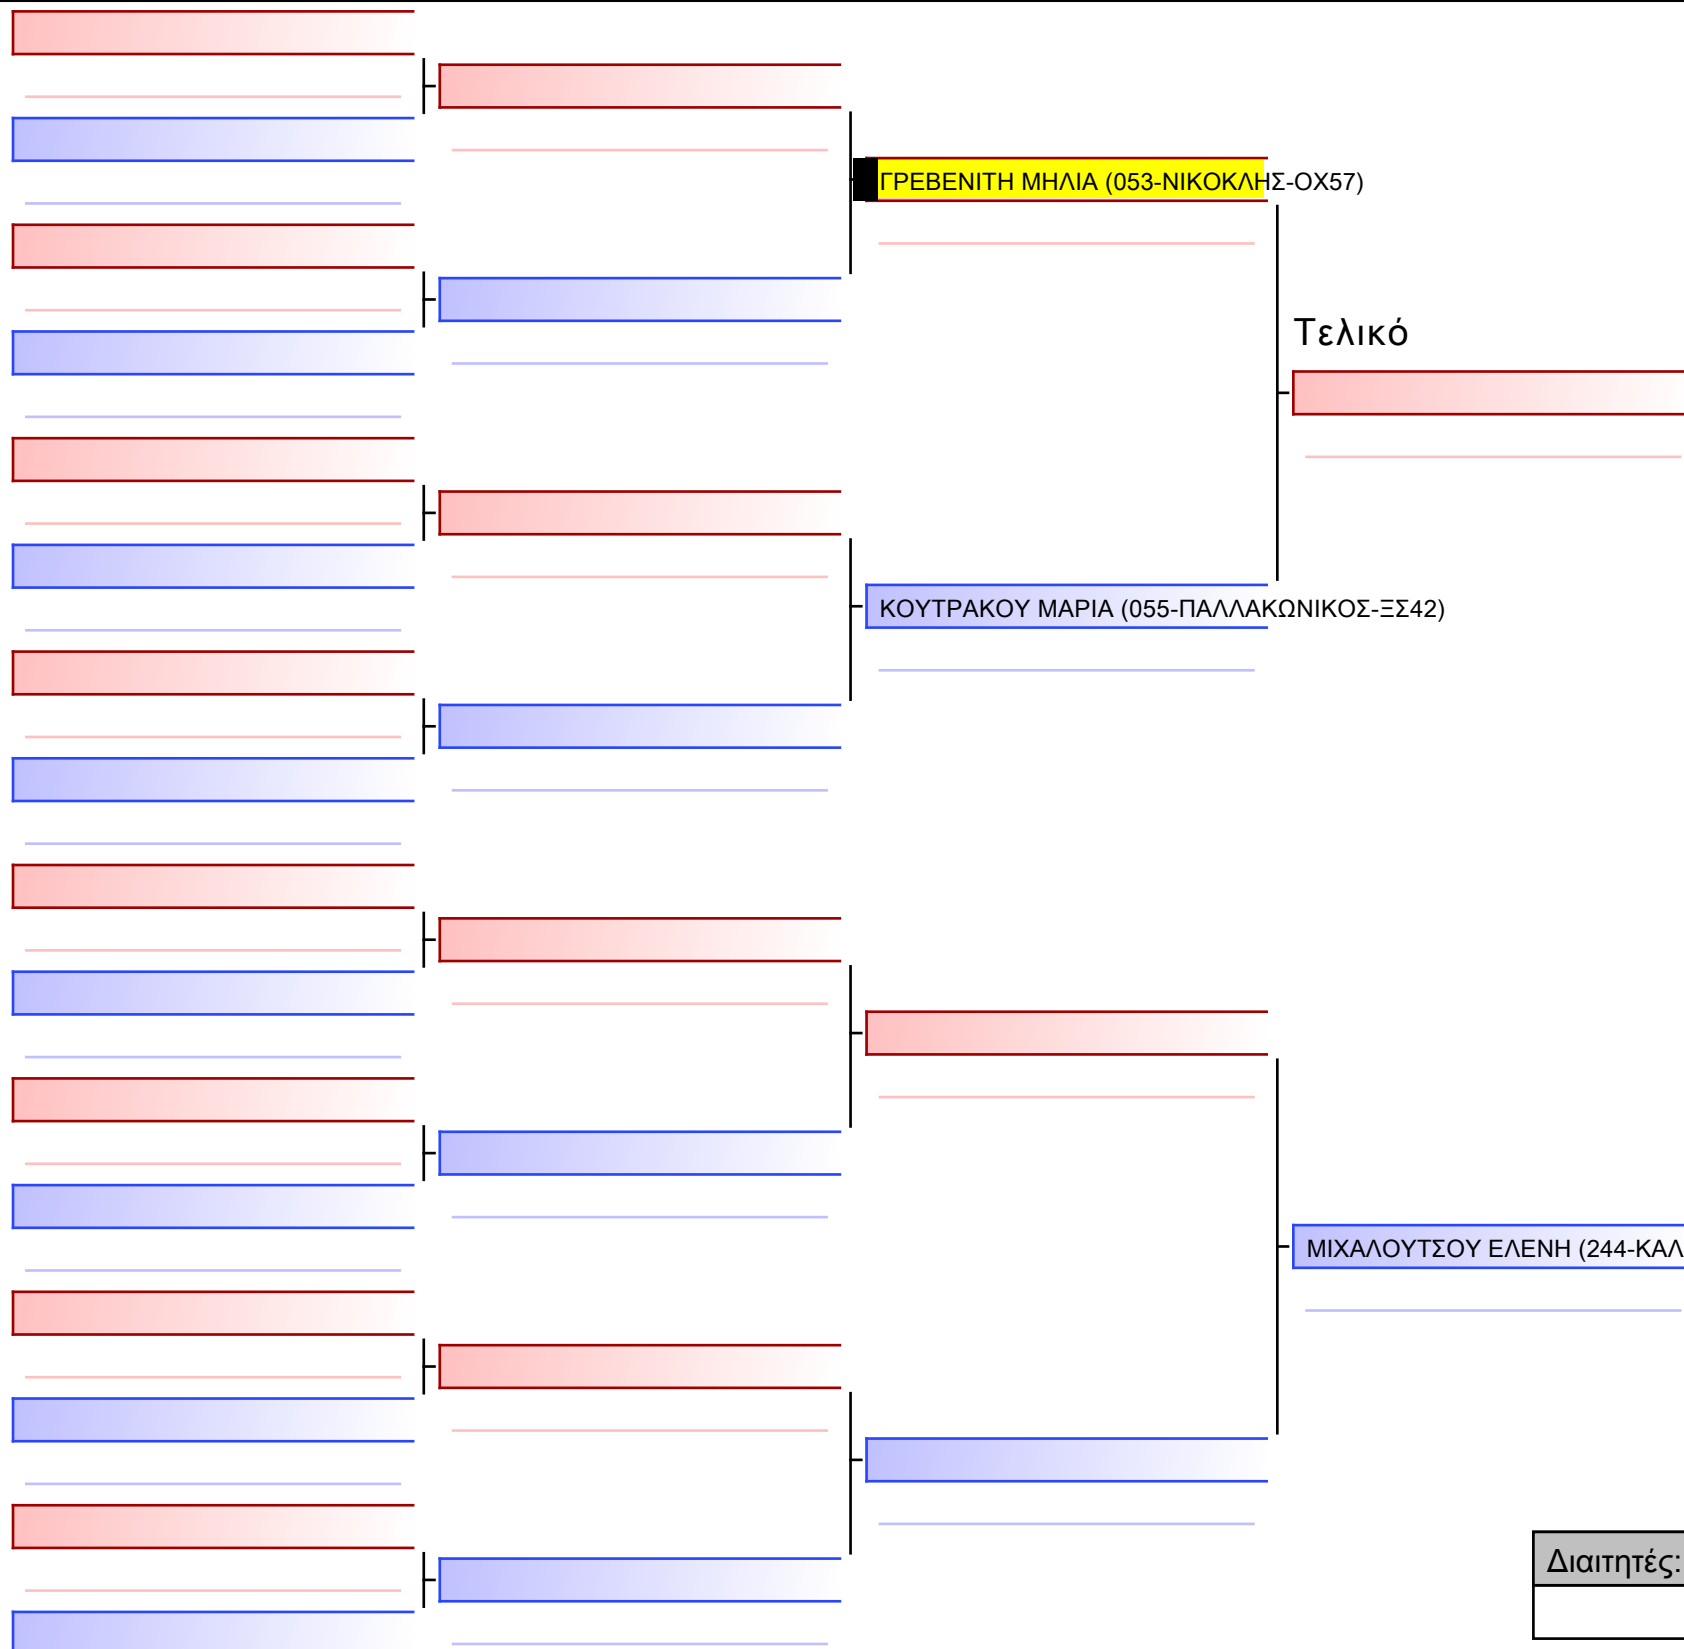 ΓΡΕΒΕΝΙΤΗ ΜΗΛΙΑ (053-ΝΙΚΟΚΛΗΣ-ΟΧ57)
Τελικό
ΚΟΥΤΡΑΚΟΥ ΜΑΡΙΑ (055-ΠΑΛΛΑΚΩΝΙΚΟΣ-ΞΣ42)
ΜΙΧΑΛΟΥΤΣΟΥ ΕΛΕΝΗ (244-ΚΑΛ
Διαιτητές: